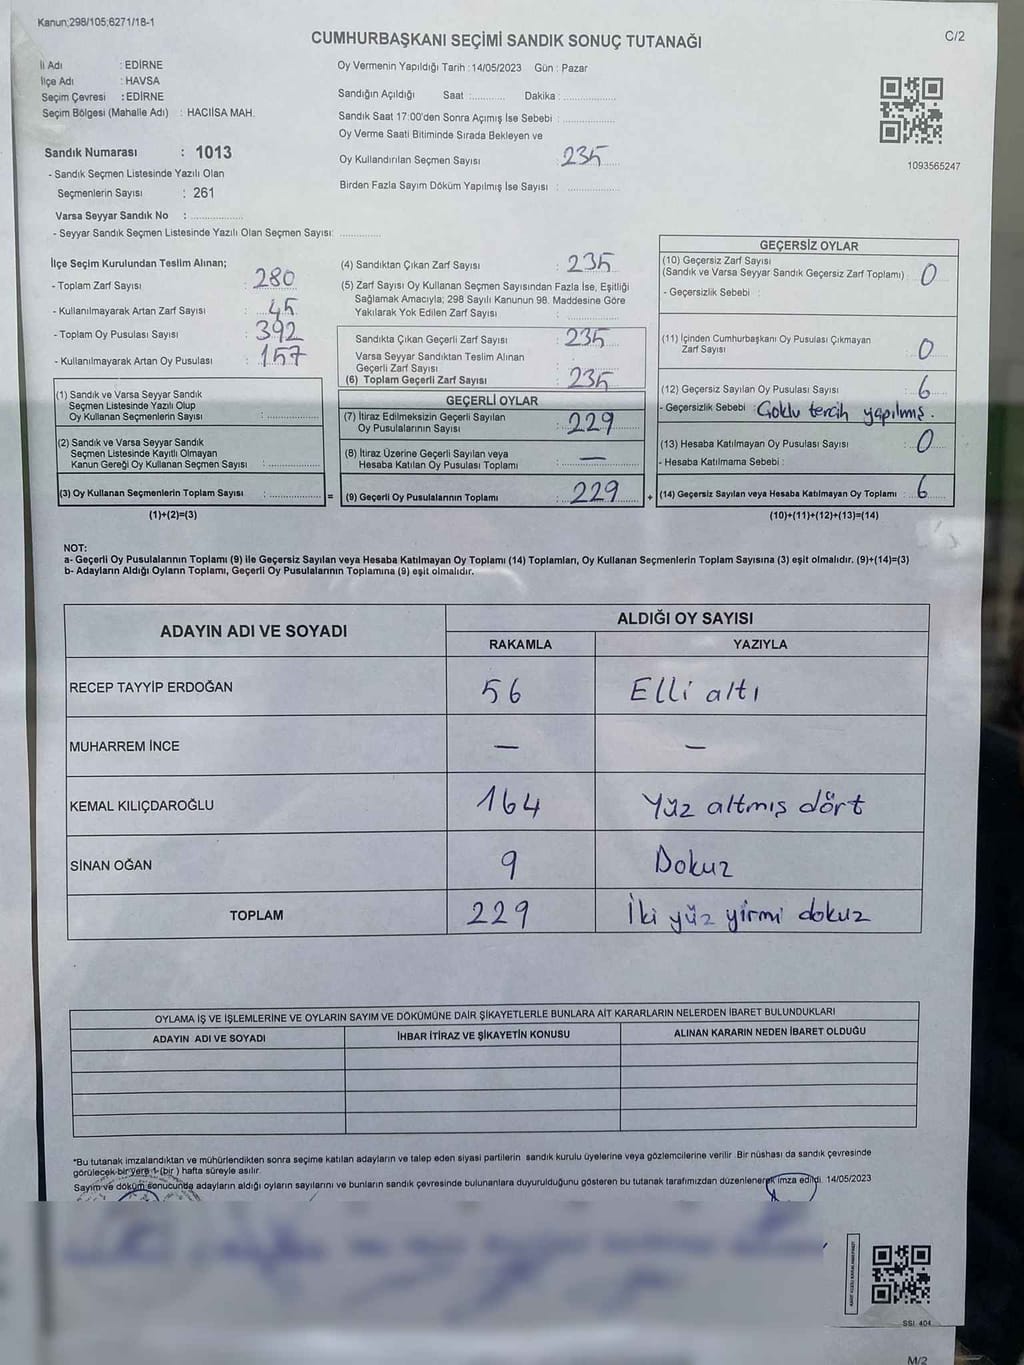 Kanun;298/105;6271/18-1
CUMHURBAŞKANI SEÇİMİ SANDIK SONUÇ TUTANAĞI
C/2
İl Adı : EDİRNE
İlçe Adı : HAVSA
Seçim Çevresi : EDİRNE
Seçim Bölgesi (Mahalle Adı) : HACIİSA MAH.
Sandık Numarası : 1013
- Sandık Seçmen Listesinde Yazılı Olan
Seçmenlerin Sayısı : 261
Varsa Seyyar Sandık No : ..................
- Seyyar Sandık Seçmen Listesinde Yazılı Olan Seçmen Sayısı: ..............
Oy Vermenin Yapıldığı Tarih : 14/05/2023 Gün : Pazar
Sandığın Açıldığı Saat :............ Dakika :..................
Sandık Saat 17:00'den Sonra Açımış İse Sebebi : ..................
Oy Verme Saati Bitiminde Sırada Bekleyen ve
Oy Kullandırılan Seçmen Sayısı : 235
Birden Fazla Sayım Döküm Yapılmış İse Sayısı : ..................
1093565247
İlçe Seçim Kurulundan Teslim Alınan;
- Toplam Zarf Sayısı : 280
- Kullanılmayarak Artan Zarf Sayısı : 45
- Toplam Oy Pusulası Sayısı : 392
- Kullanılmayarak Artan Oy Pusulası : 157
(1) Sandık ve Varsa Seyyar Sandık
Seçmen Listesinde Yazılı Olup
Oy Kullanan Seçmenlerin Sayısı : ..................
(2) Sandık ve Varsa Seyyar Sandık
Seçmen Listesinde Kayıtlı Olmayan
Kanun Gereği Oy Kullanan Seçmen Sayısı : ..................
(3) Oy Kullanan Seçmenlerin Toplam Sayısı : .................. =
(1)+(2)=(3)
(4) Sandıktan Çıkan Zarf Sayısı : 235
(5) Zarf Sayısı Oy Kullanan Seçmen Sayısından Fazla İse, Eşitliği
Sağlamak Amacıyla; 298 Sayılı Kanunun 98. Maddesine Göre
Yakılarak Yok Edilen Zarf Sayısı : ..................
Sandıkta Çıkan Geçerli Zarf Sayısı : 235
Varsa Seyyar Sandıktan Teslim Alınan
Geçerli Zarf Sayısı :
(6) Toplam Geçerli Zarf Sayısı : 235
GEÇERLİ OYLAR
(7) İtiraz Edilmeksizin Geçerli Sayılan
Oy Pusulalarının Sayısı : 229
(8) İtiraz Üzerine Geçerli Sayılan veya
Hesaba Katılan Oy Pusulası Toplamı : —
(9) Geçerli Oy Pusulalarının Toplamı : 229 +
GEÇERSİZ OYLAR
(10) Geçersiz Zarf Sayısı
(Sandık ve Varsa Seyyar Sandık Geçersiz Zarf Toplamı) : 0
- Geçersizlik Sebebi :
(11) İçinden Cumhurbaşkanı Oy Pusulası Çıkmayan
Zarf Sayısı : 0
(12) Geçersiz Sayılan Oy Pusulası Sayısı : 6
- Geçersizlik Sebebi : Çoklu tercih yapılmış.
(13) Hesaba Katılmayan Oy Pusulası Sayısı : 0
- Hesaba Katılmama Sebebi :
(14) Geçersiz Sayılan veya Hesaba Katılmayan Oy Toplamı : 6
(10)+(11)+(12)+(13)=(14)
NOT:
a- Geçerli Oy Pusulalarının Toplamı (9) ile Geçersiz Sayılan veya Hesaba Katılmayan Oy Toplamı (14) Toplamları, Oy Kullanan Seçmenlerin Toplam Sayısına (3) eşit olmalıdır. (9)+(14)=(3)
b- Adayların Aldığı Oyların Toplamı, Geçerli Oy Pusulalarının Toplamına (9) eşit olmalıdır.
ADAYIN ADI VE SOYADI
ALDIĞI OY SAYISI
RAKAMLA YAZIYLA
RECEP TAYYİP ERDOĞAN 56 Elli altı
MUHARREM İNCE — —
KEMAL KILIÇDAROĞLU 164 Yüz altmış dört
SİNAN OĞAN 9 Dokuz
TOPLAM 229 İki yüz yirmi dokuz
OYLAMA İŞ VE İŞLEMLERİNE VE OYLARIN SAYIM VE DÖKÜMÜNE DAİR ŞİKAYETLERLE BUNLARA AİT KARARLARIN NELERDEN İBARET BULUNDUKLARI
ADAYIN ADI VE SOYADI İHBAR İTİRAZ VE ŞİKAYETİN KONUSU ALINAN KARARIN NEDEN İBARET OLDUĞU
*Bu tutanak imzalandıktan ve mühürlendikten sonra seçime katılan adayların ve talep eden siyasi partilerin sandık kurulu üyelerine veya gözlemcilerine verilir. Bir nüshası da sandık çevresinde
görülecek bir yere 1 (bir) hafta süreyle asılır.
Sayım ve döküm sonucunda adayların aldığı oyların sayılarını ve bunların sandık çevresinde bulunanlara duyurulduğunu gösteren bu tutanak tarafımızdan düzenlenerek imza edildi. 14/05/2023
SSI 404
M/2